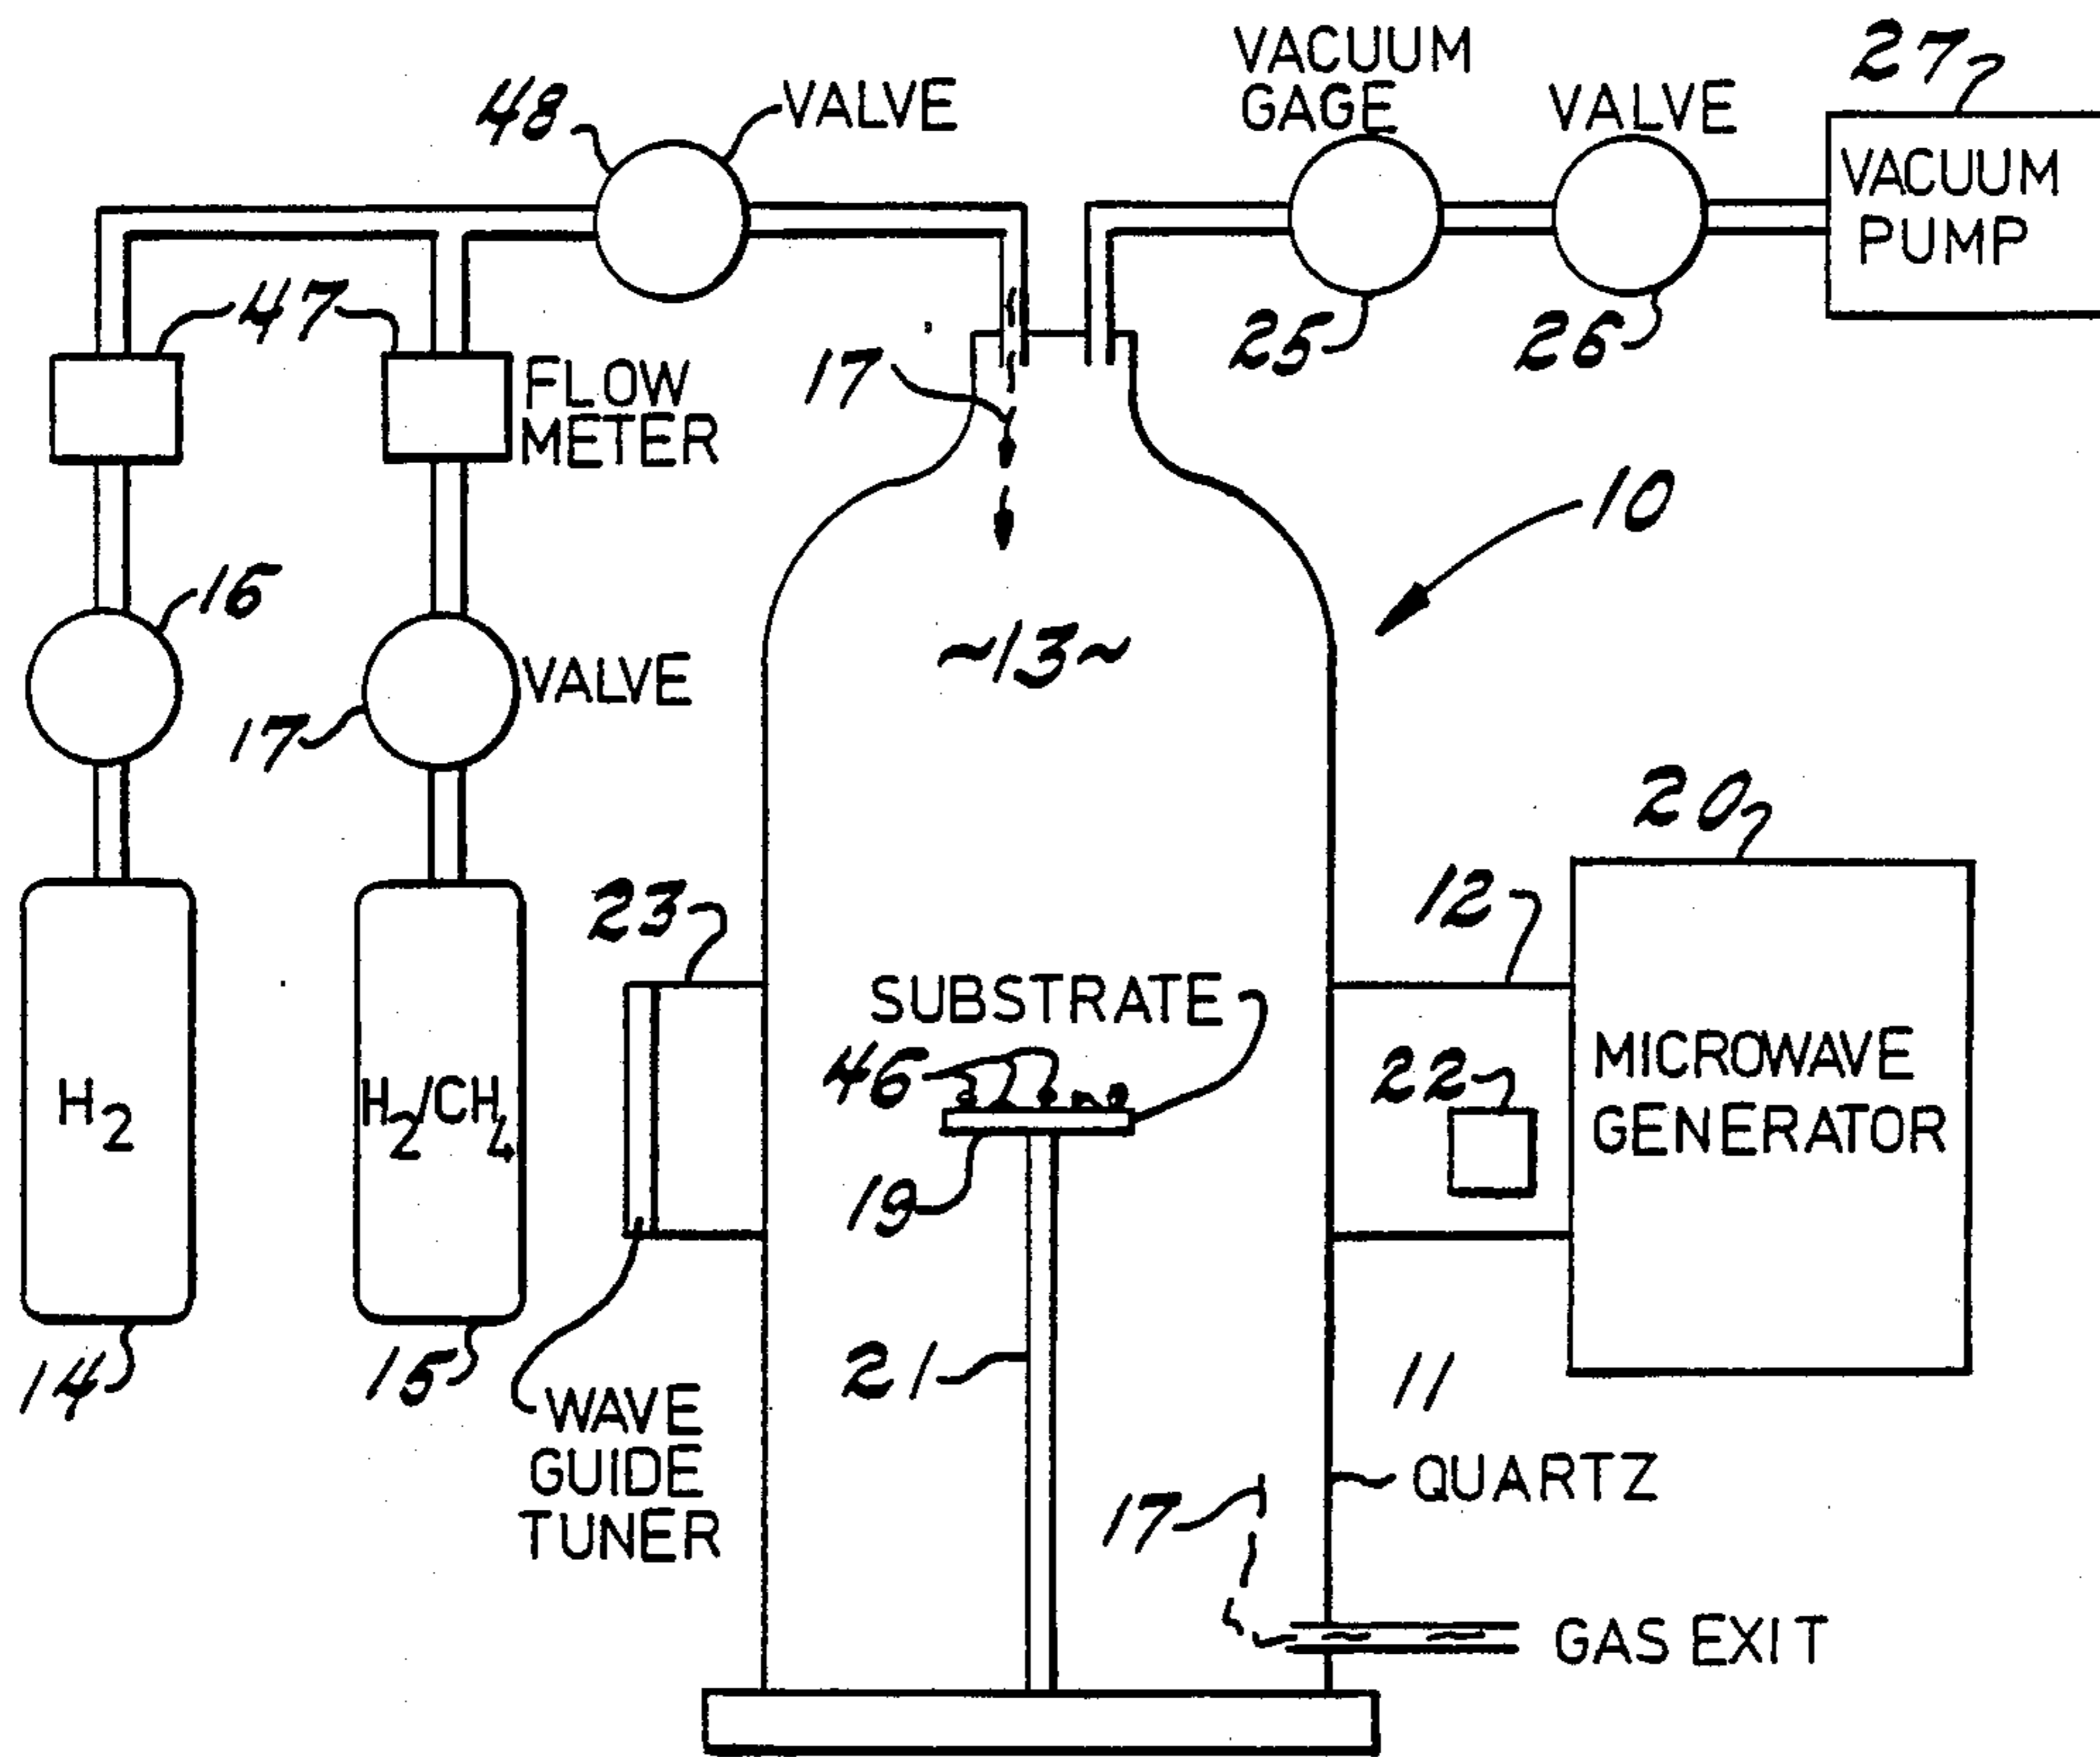 27
VACUUM
GAGE
VALVE
48
VALVE
VACUUM
PUMP
47
25
26
17
FLOW
METER
10
16
~13~
VALVE
17
20
23
12
SUBSTRATE
46
22
MICROWAVE
GENERATOR
H2
H2/CH4
19
14
15
21
11
WAVE
GUIDE
TUNER
QUARTZ
17
GAS EXIT